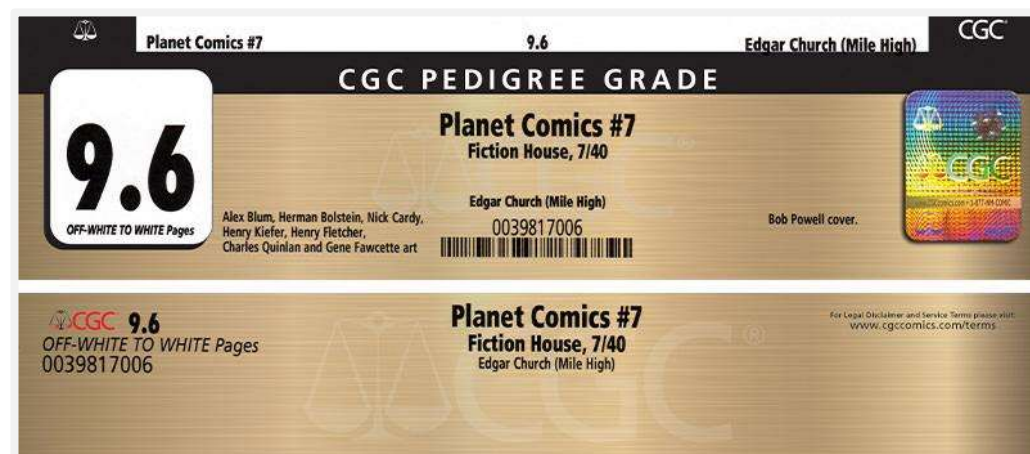 Planet Comics #7 9.6 Edgar Church (Mile High) CGC
CGC PEDIGREE GRADE
9.6
OFF-WHITE TO WHITE Pages
Planet Comics #7
Fiction House, 7/40
Edgar Church (Mile High)
0039817006
Alex Blum, Herman Bolstein, Nick Cardy,
Henry Kiefer, Henry Fletcher,
Charles Quinlan and Gene Fawcette art
Bob Powell cover.
CGC
CGC 9.6
OFF-WHITE TO WHITE Pages
0039817006
Planet Comics #7
Fiction House, 7/40
Edgar Church (Mile High)
For Legal Disclaimer and Service Terms please visit:
www.cgccomics.com/terms
CGC®